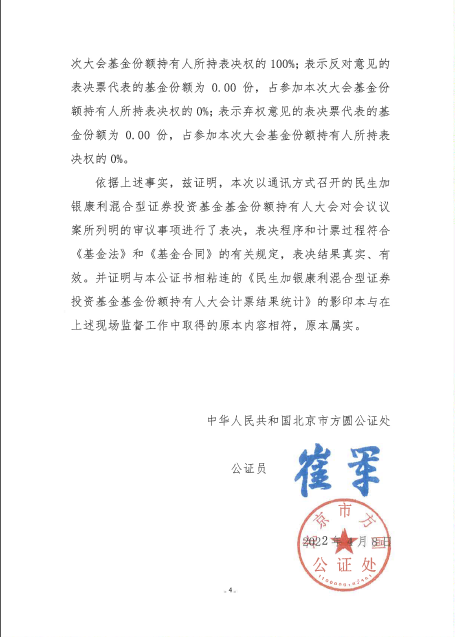 次大会基金份额持有人所持表决权的 100%；表示反对意见的
表决票代表的基金份额为 0.00 份，占参加本次大会基金份
额持有人所持表决权的 0%；表示弃权意见的表决票代表的基
金份额为 0.00 份，占参加本次大会基金份额持有人所持表
决权的 0%。
依据上述事实，兹证明，本次以通讯方式召开的民生加
银康利混合型证券投资基金基金份额持有人大会对会议议
案所列明的审议事项进行了表决，表决程序和计票过程符合
《基金法》和《基金合同》的有关规定，表决结果真实、有
效。并证明与本公证书相粘连的《民生加银康利混合型证券
投资基金基金份额持有人大会计票结果统计》的影印本与在
上述现场监督工作中取得的原本内容相符，原本属实。
中华人民共和国北京市方圆公证处
公证员 崔军
北京市方圆
2022 年 4 月 8 日
公证处
- 4 -